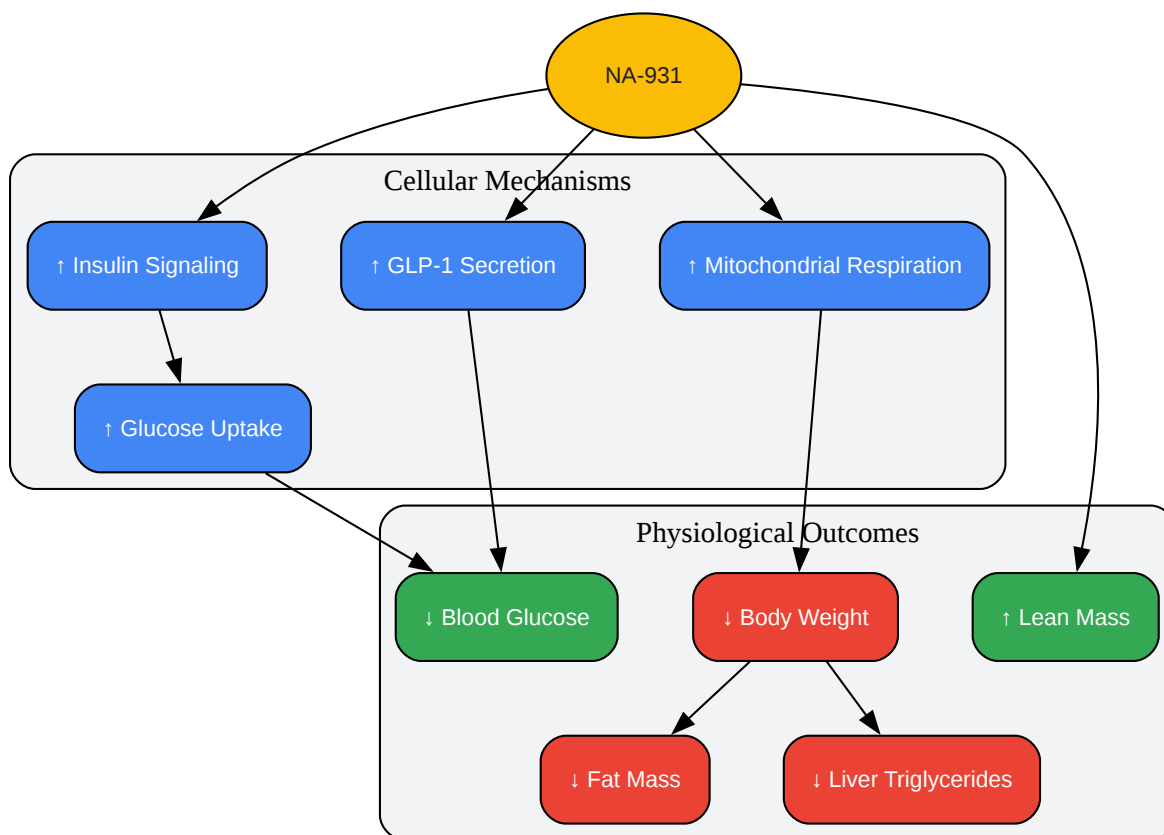 NA-931
Cellular Mechanisms
↑ Insulin Signaling
↑ GLP-1 Secretion
↑ Mitochondrial Respiration
↑ Glucose Uptake
Physiological Outcomes
↓ Blood Glucose
↓ Body Weight
↑ Lean Mass
↓ Fat Mass
↓ Liver Triglycerides